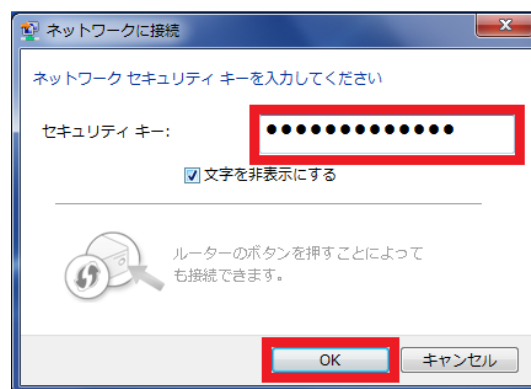 ネットワークに接続
ネットワーク セキュリティ キーを入力してください
セキュリティ キー:
●●●●●●●●●●●●●
文字を非表示にする
ルーターのボタンを押すことによって
も接続できます。
OK
キャンセル